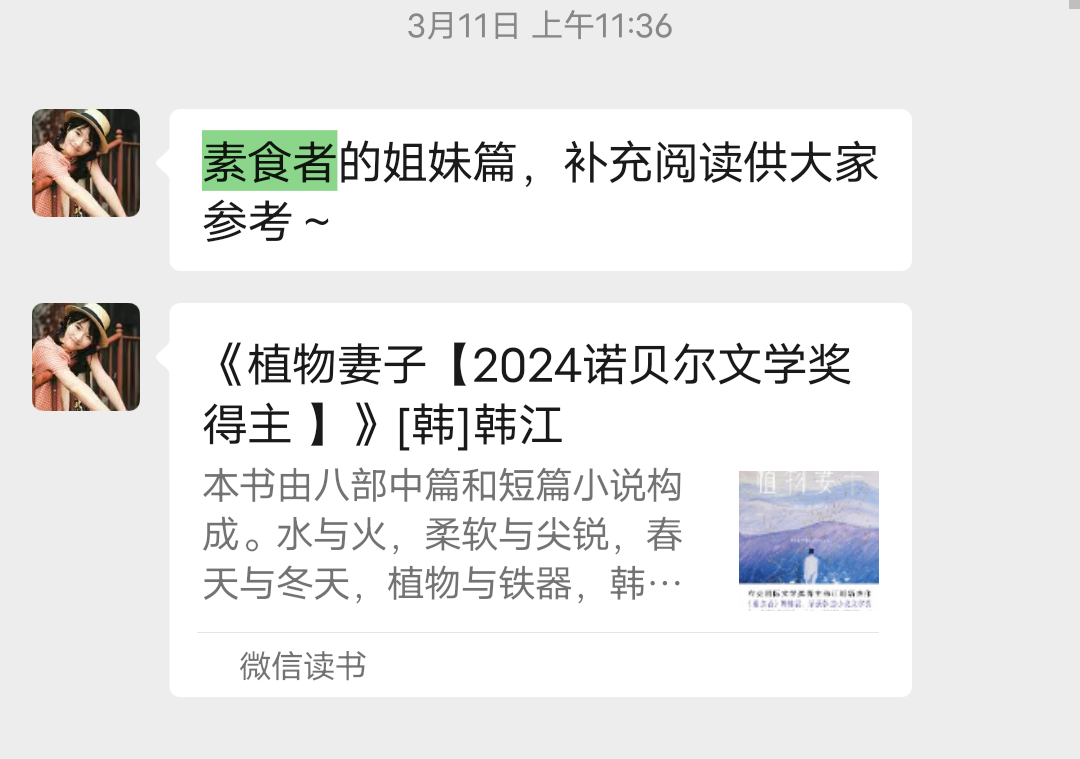 3月11日 上午11:36
素食者的姐妹篇，补充阅读供大家
参考~
《植物妻子【2024诺贝尔文学奖
得主 】》[韩]韩江
本书由八部中篇和短篇小说构
成。水与火，柔软与尖锐，春
天与冬天，植物与铁器，韩…
植物妻子
微信读书